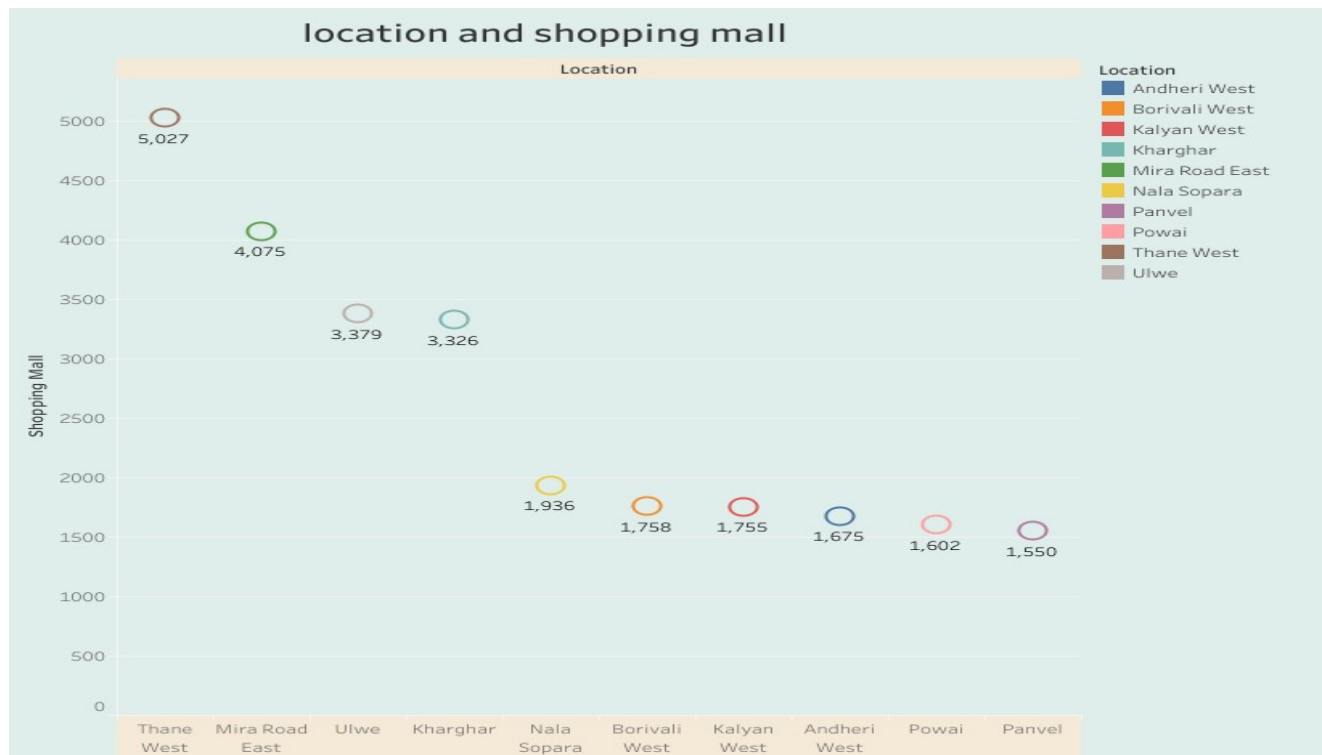 location and shopping mall
Location
Location
Andheri West
Borivali West
Kalyan West
Kharghar
Mira Road East
Nala Sopara
Panvel
Powai
Thane West
Ulwe
Shopping Mall
5000
4500
4000
3500
3000
2500
2000
1500
1000
500
0
5,027
4,075
3,379
3,326
1,936
1,758
1,755
1,675
1,602
1,550
Thane
West
Mira Road
East
Ulwe
Kharghar
Nala
Sopara
Borivali
West
Kalyan
West
Andheri
West
Powai
Panvel